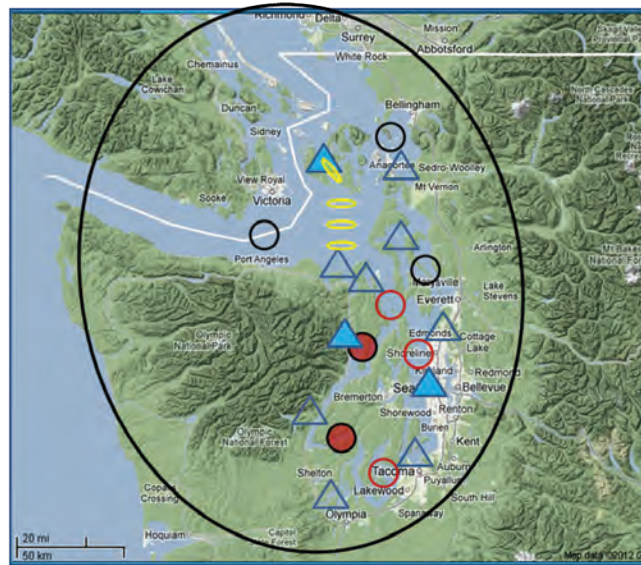 Richmond
Delta
Surrey
Mission
Abbotsford
White Rock
Chemainus
Lake
Cowichan
Duncan
Sidney
Bellingham
North Cascades
National Park
Anacortes
Sedro-Woolley
Mt Vernon
View Royal
Victoria
Sooke
Port Angeles
Arlington
Marysville
Lake
Stevens
Everett
Olympic
National Park
Edmonds
Cottage
Lake
Shoreline
Redmond
Bellevue
Bremerton
Shorewood
Renton
Burien
Olympic
National Forest
Kent
Shelton
Tacoma
Auburn
Puyallup
Lakewood
South Hill
Spanaway
Olympia
Crossing
Hoquiam
Capitol
20 mi
50 km
Map data ©2012